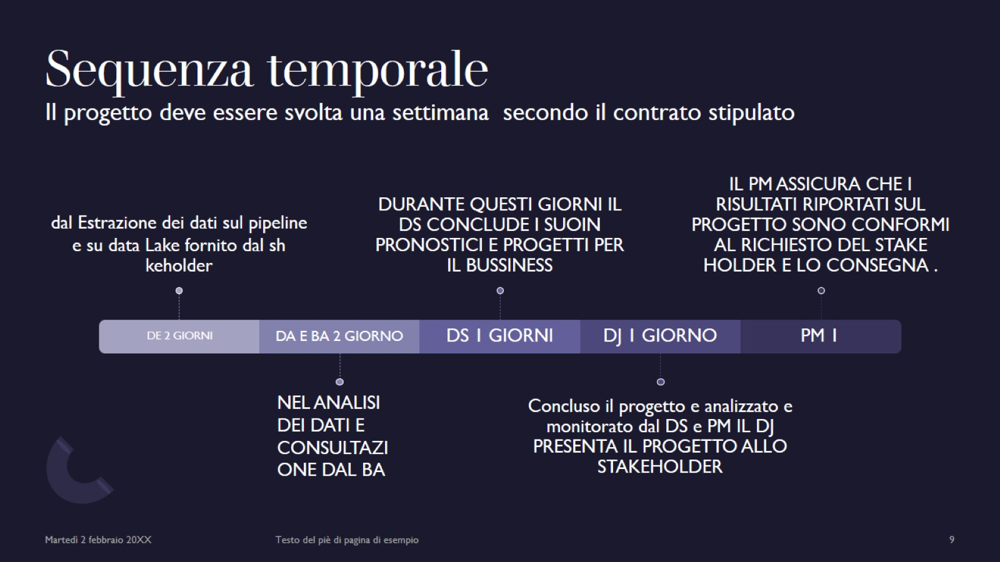 Sequenza temporale
Il progetto deve essere svolta una settimana  secondo il contrato stipulato
dal Estrazione dei dati sul pipeline
e su data Lake fornito dal sh
keholder
DURANTE QUESTI GIORNI IL
DS CONCLUDE I SUOIN
PRONOSTICI E PROGETTI PER
IL BUSSINESS
IL PM ASSICURA CHE I
RISULTATI RIPORTATI SUL
PROGETTO SONO CONFORMI
AL RICHIESTO DEL STAKE
HOLDER E LO CONSEGNA .
DE 2 GIORNI
DA E BA 2 GIORNO
DS 1 GIORNI
DJ 1 GIORNO
PM 1
NEL ANALISI
DEI DATI E
CONSULTAZI
ONE DAL BA
Concluso il progetto e analizzato e
monitorato dal DS e PM IL DJ
PRESENTA IL PROGETTO ALLO
STAKEHOLDER
Martedì 2 febbraio 20XX
Testo del piè di pagina di esempio
9